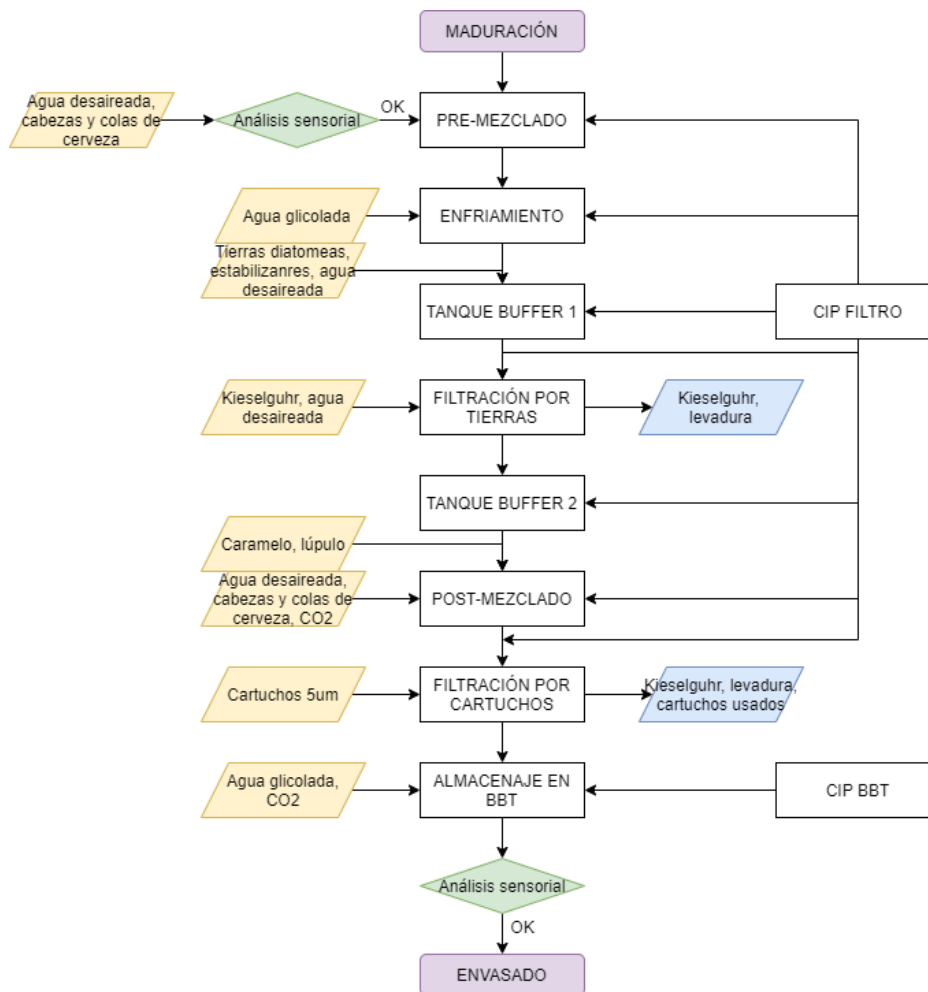 MADURACIÓN
Agua desaireada,
cabezas y colas de
cerveza
Análisis sensorial
OK
PRE-MEZCLADO
Agua glicolada
ENFRIAMIENTO
Tierras diatomeas,
estabilizanres, agua
desaireada
TANQUE BUFFER 1
CIP FILTRO
Kieselguhr, agua
desaireada
FILTRACIÓN POR
TIERRAS
Kieselguhr,
levadura
TANQUE BUFFER 2
Caramelo, lúpulo
Agua desaireada,
cabezas y colas de
cerveza, CO2
POST-MEZCLADO
Cartuchos 5um
FILTRACIÓN POR
CARTUCHOS
Kieselguhr, levadura,
cartuchos usados
Agua glicolada,
CO2
ALMACENAJE EN
BBT
CIP BBT
Análisis sensorial
OK
ENVASADO